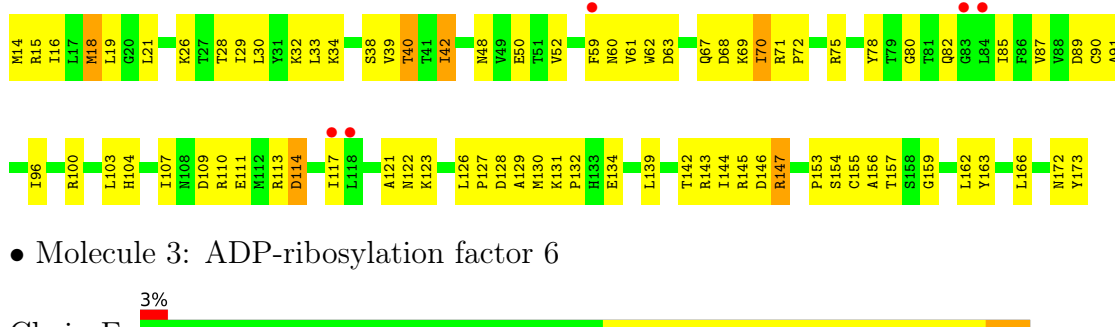 M14 R15 I16 L17 M18 L19 G20 L21 K26 T27 T28 I29 L30 Y31 K32 L33 K34 S38 V39 T40 T41 I42 N48 V49 E50 T51 V52 F59 N60 V61 W62 D63 Q67 D68 K69 I70 R71 P72 R75 Y78 T79 G80 T81 Q82 G83 L84 I85 F86 V87 V88 D89 C90 A91
I96 R100 L103 H104 I107 N108 D109 R110 E111 M112 R113 D114 I117 L118 A121 N122 K123 L126 P127 D128 A129 M130 K131 P132 H133 E134 L139 T142 R143 I144 R145 D146 R147 P153 S154 C155 A156 T157 S158 G159 L162 Y163 L166 N172 Y173
• Molecule 3: ADP-ribosylation factor 6
3%